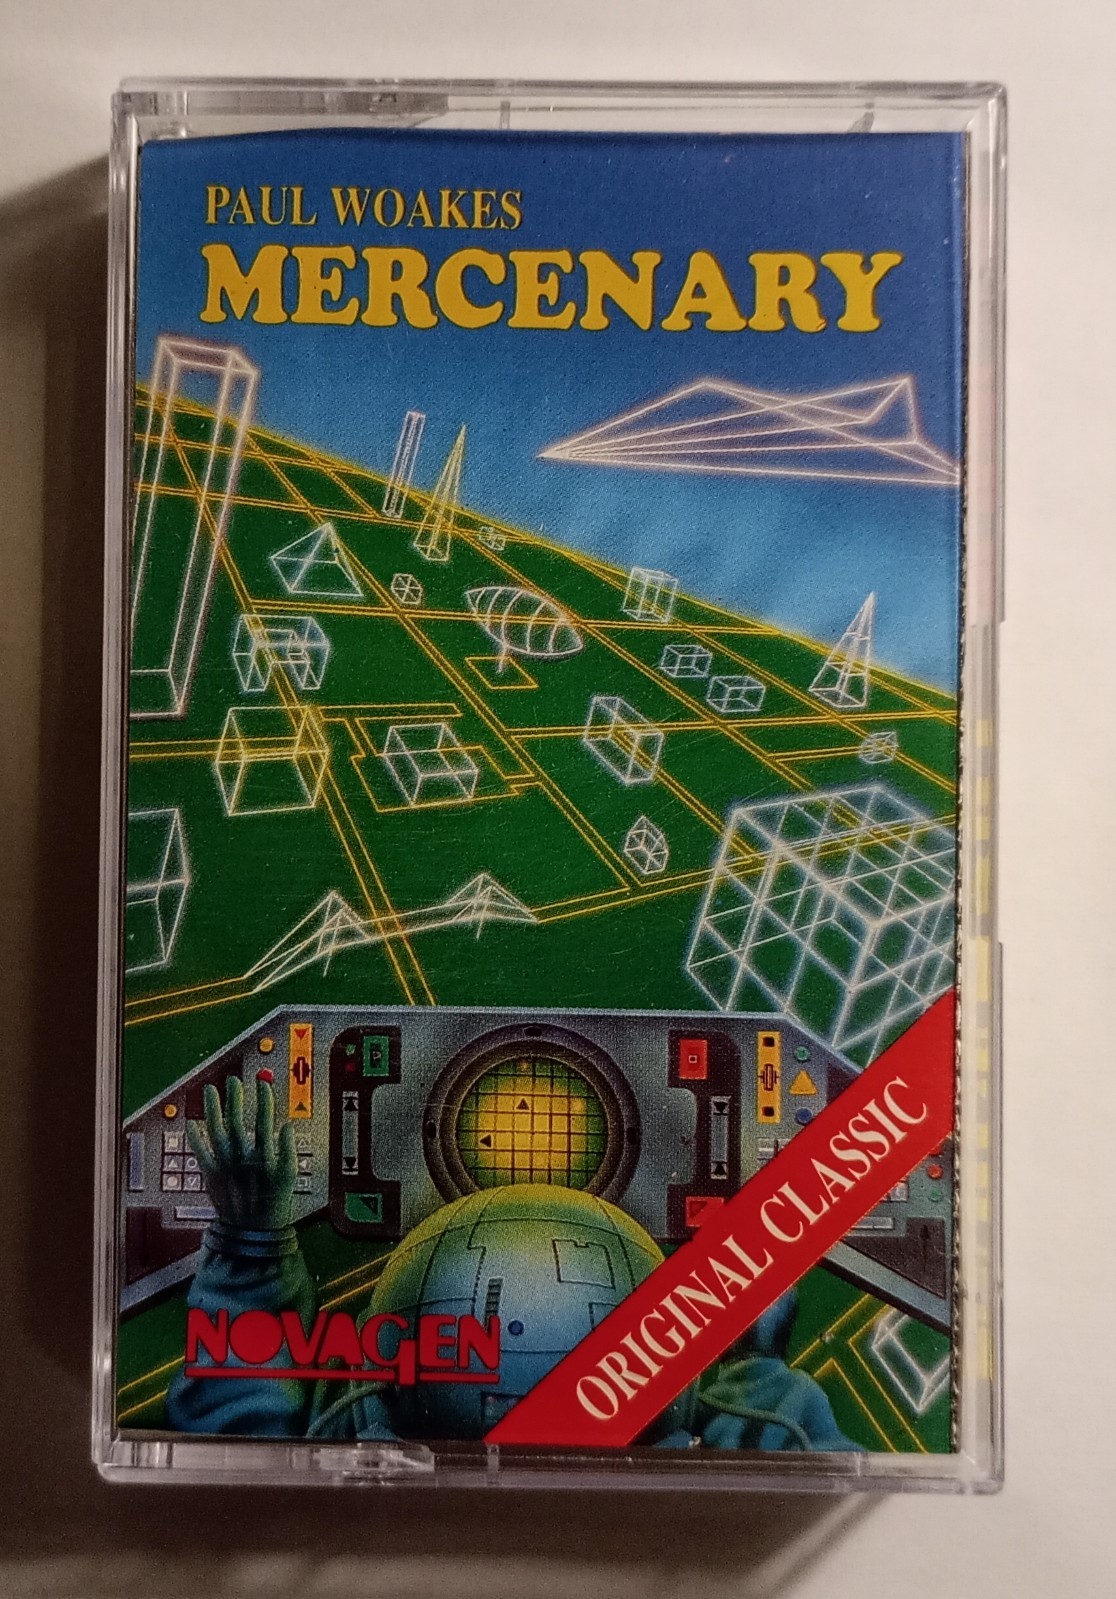 PAUL WOAKES
MERCENARY
NOVAGEN
ORIGINAL CLASSIC